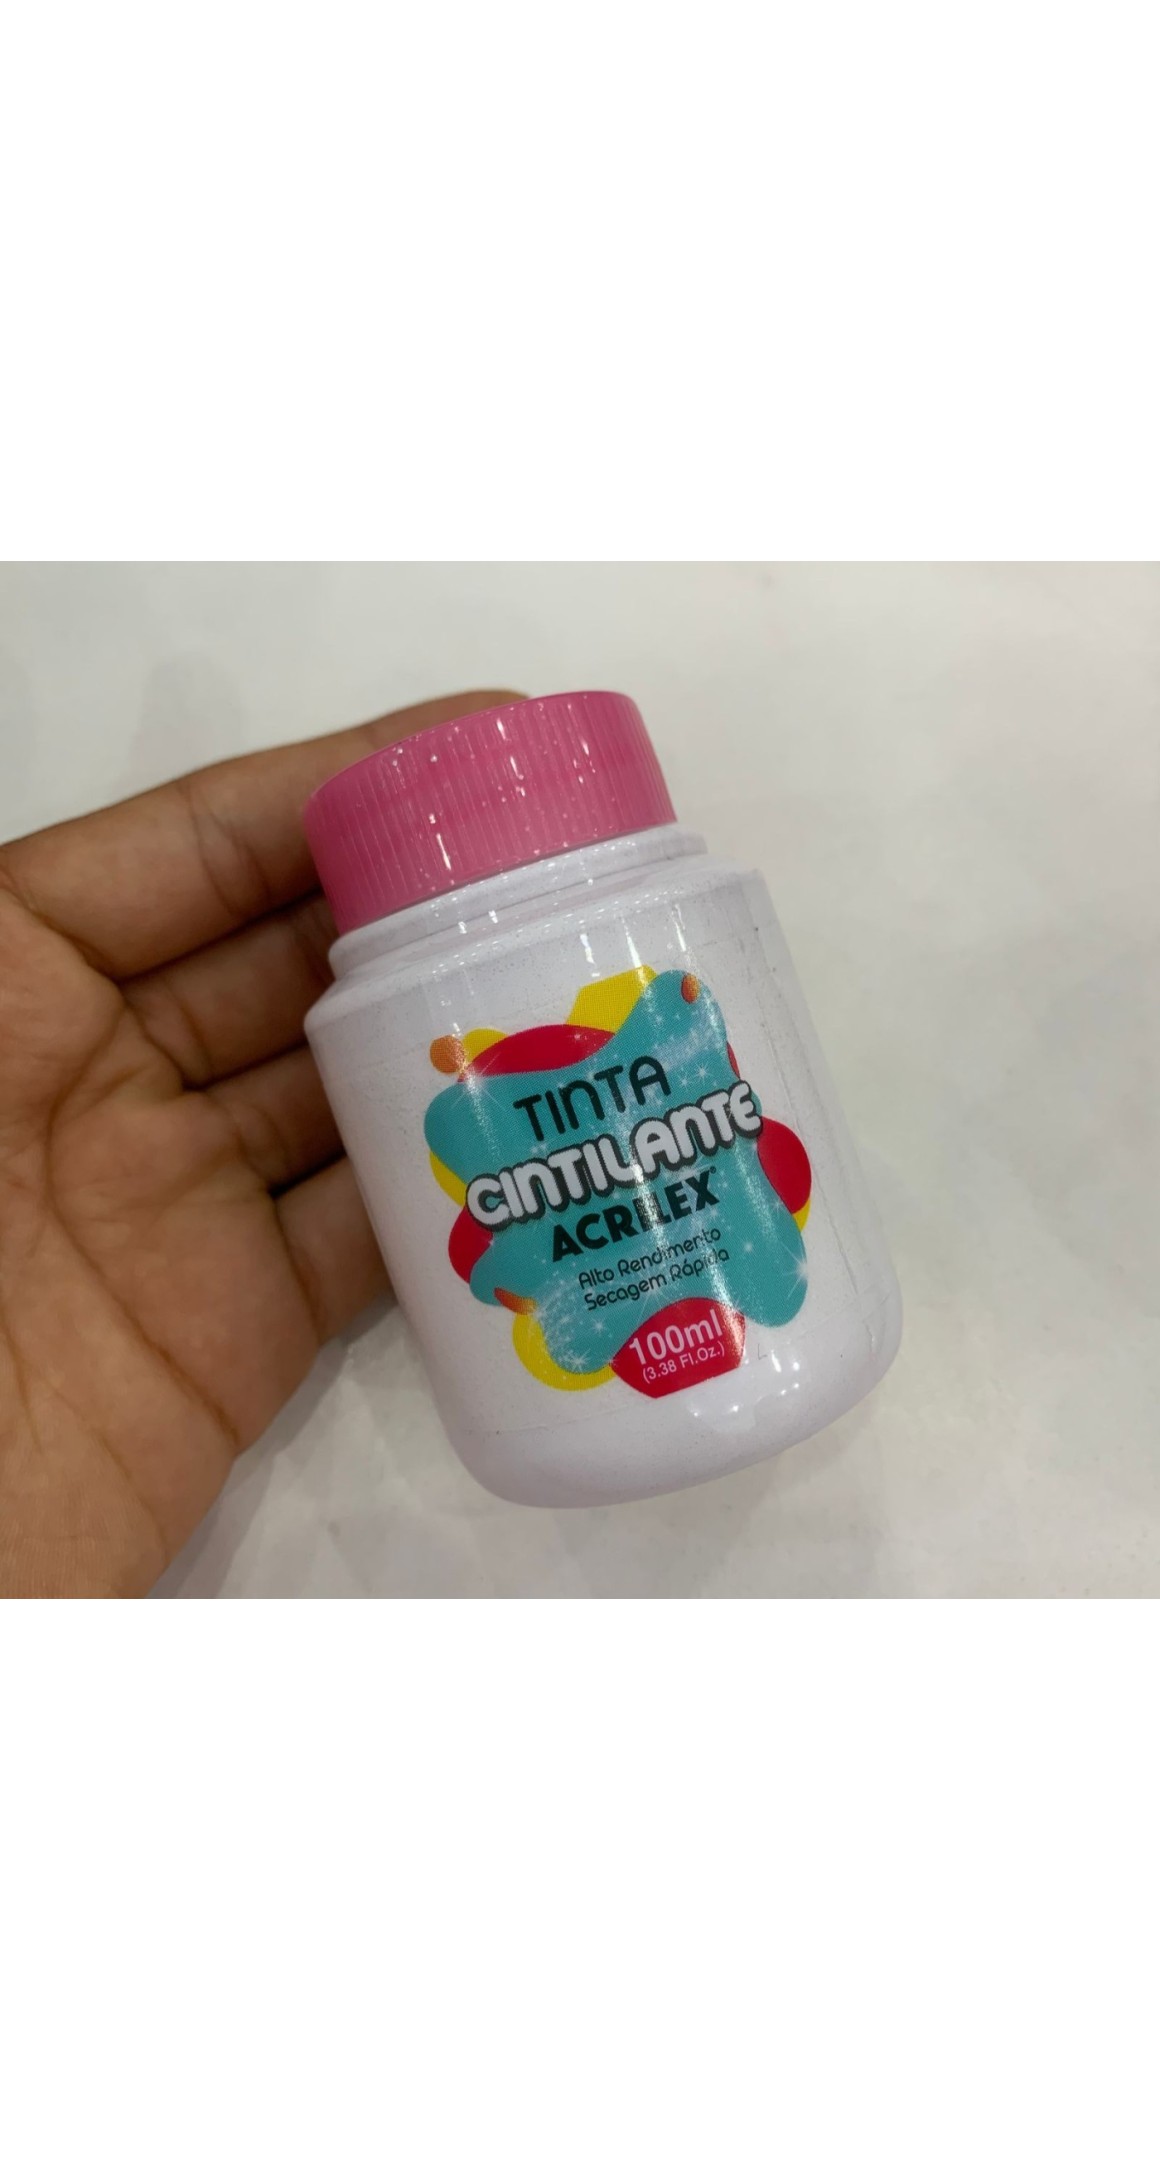 TINTA
CINTILANTE
ACRILEX®
Alto Rendimento
Secagem Rápida
100ml
(3.38 Fl.Oz.)